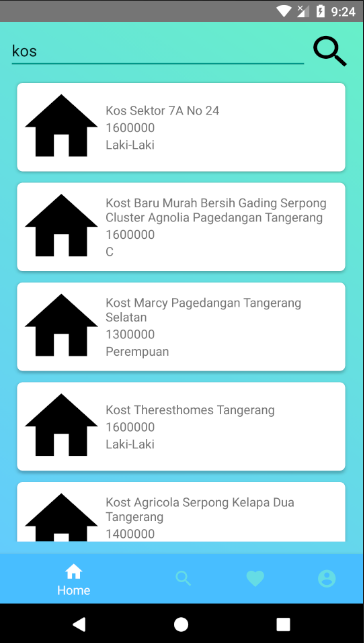 9:24
kos
Kos Sektor 7A No 24
1600000
Laki-Laki
Kost Baru Murah Bersih Gading Serpong
Cluster Agnolia Pagedangan Tangerang
1600000
C
Kost Marcy Pagedangan Tangerang
Selatan
1300000
Perempuan
Kost Theresthomes Tangerang
1600000
Laki-Laki
Kost Agricola Serpong Kelapa Dua
Tangerang
1400000
Home